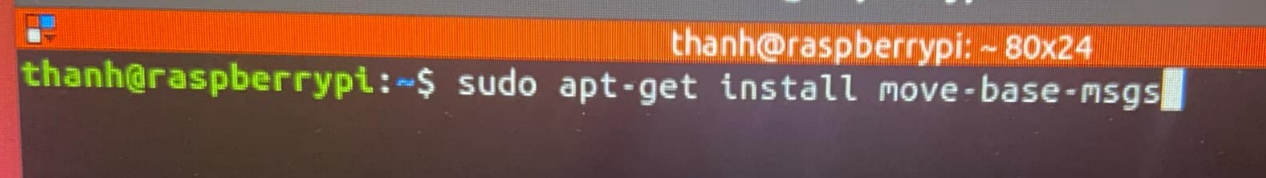 thanh@raspberrypi: ~ 80x24
thanh@raspberrypi:~$ sudo apt-get install move-base-msgs